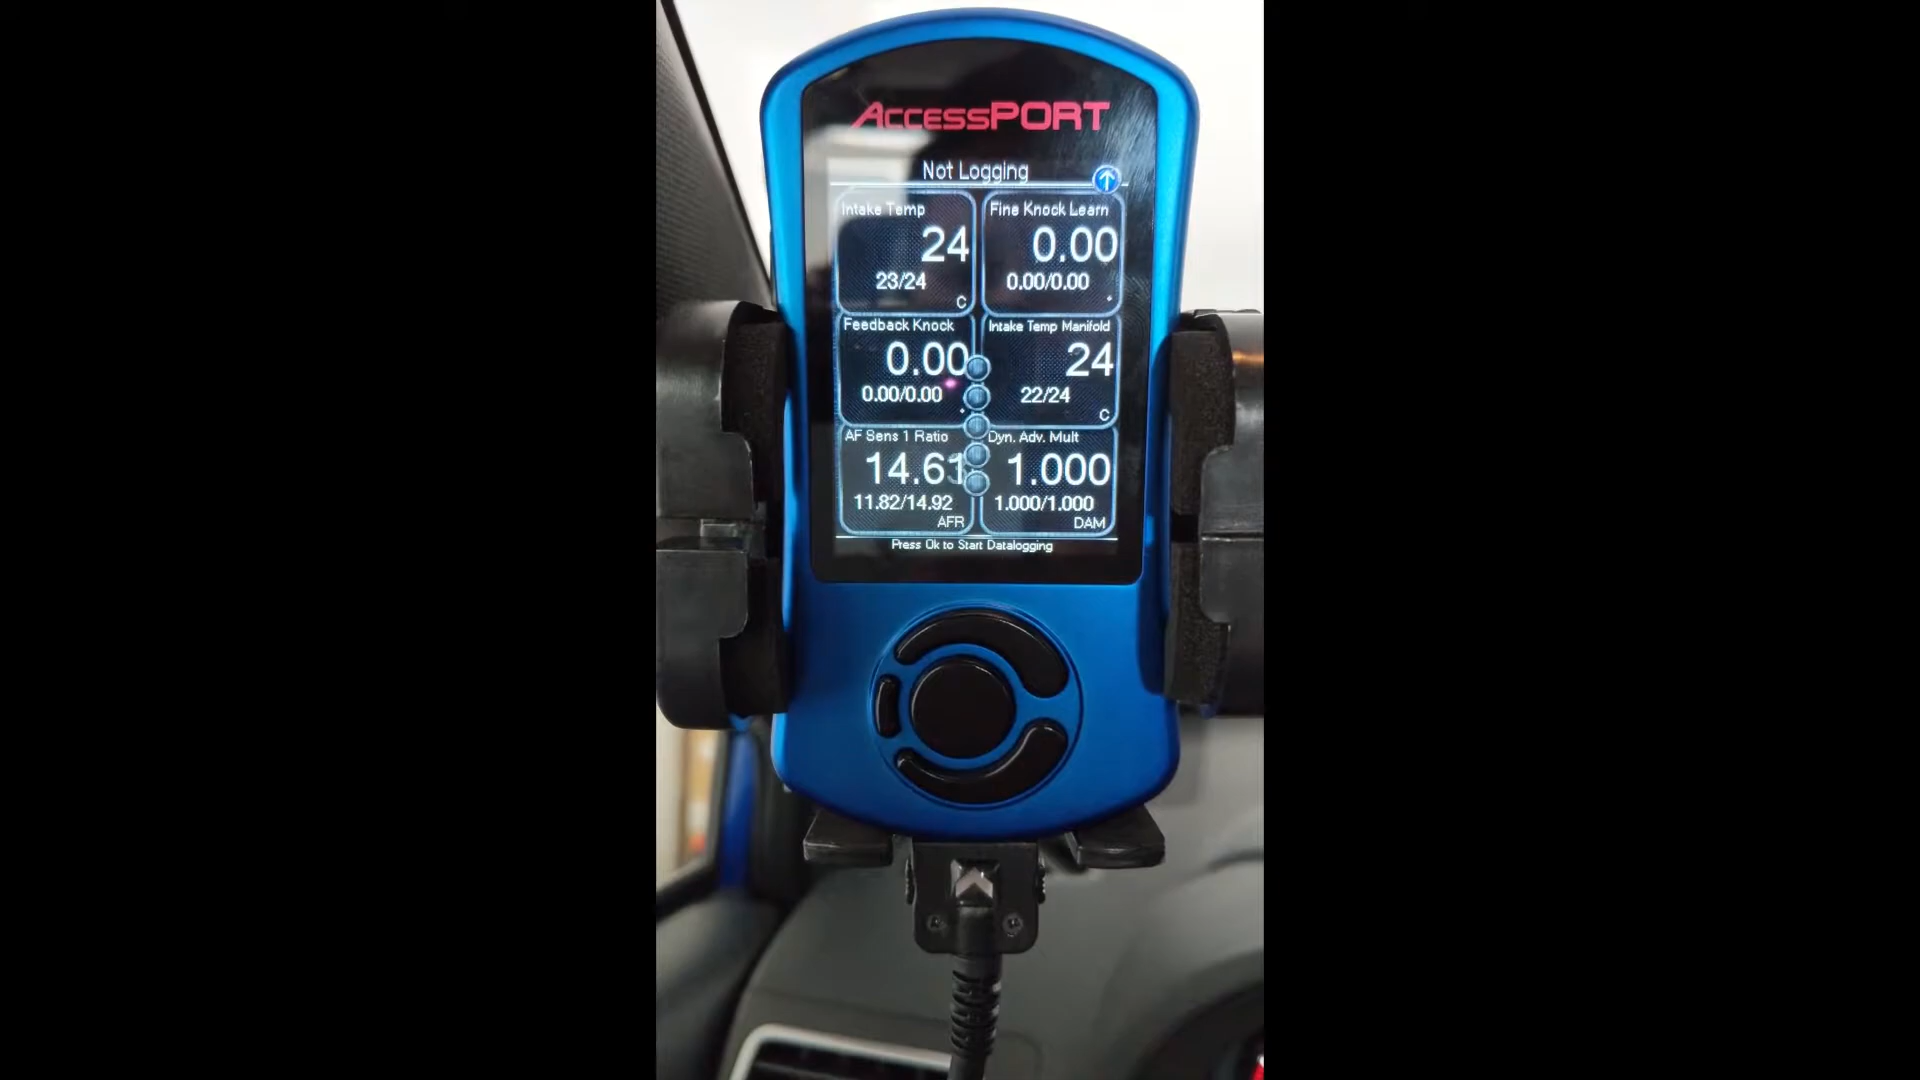 AccessPORT
Not Logging
Intake Temp
24
23/24
C
Fine Knock Learn
0.00
0.00/0.00
°
Feedback Knock
0.00
0.00/0.00
°
Intake Temp Manifold
24
22/24
C
AF Sens 1 Ratio
11.82/14.92
AFR
Dyn. Adv. Mult
1.000
1.000/1.000
DAM
Press Ok to Start Datalogging